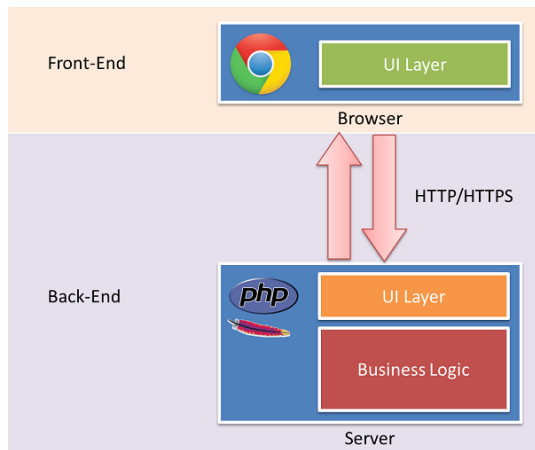 Front-End
UI Layer
Browser
HTTP/HTTPS
Back-End
php
UI Layer
Business Logic
Server